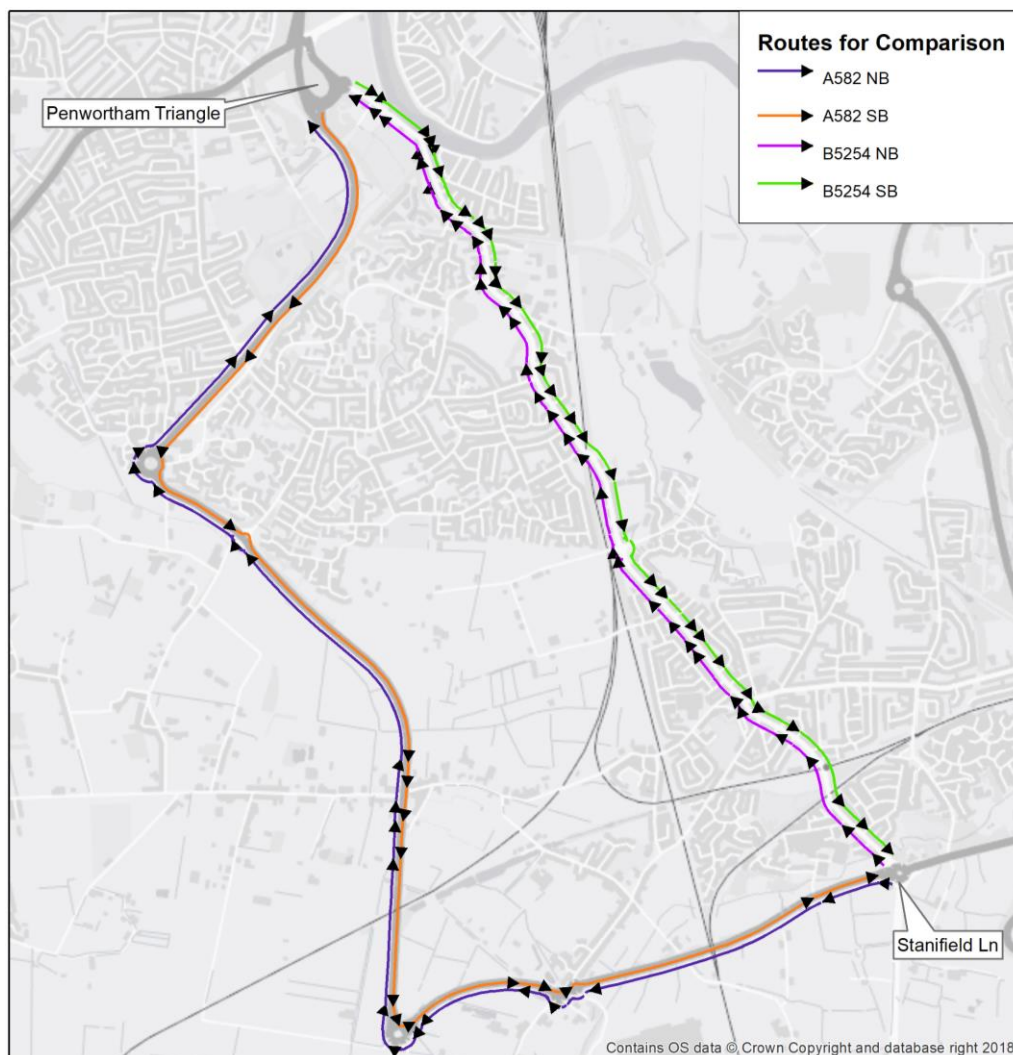 Routes for Comparison
A582 NB
A582 SB
B5254 NB
B5254 SB
Penwortham Triangle
Stanifield Ln
Contains OS data © Crown Copyright and database right 2018